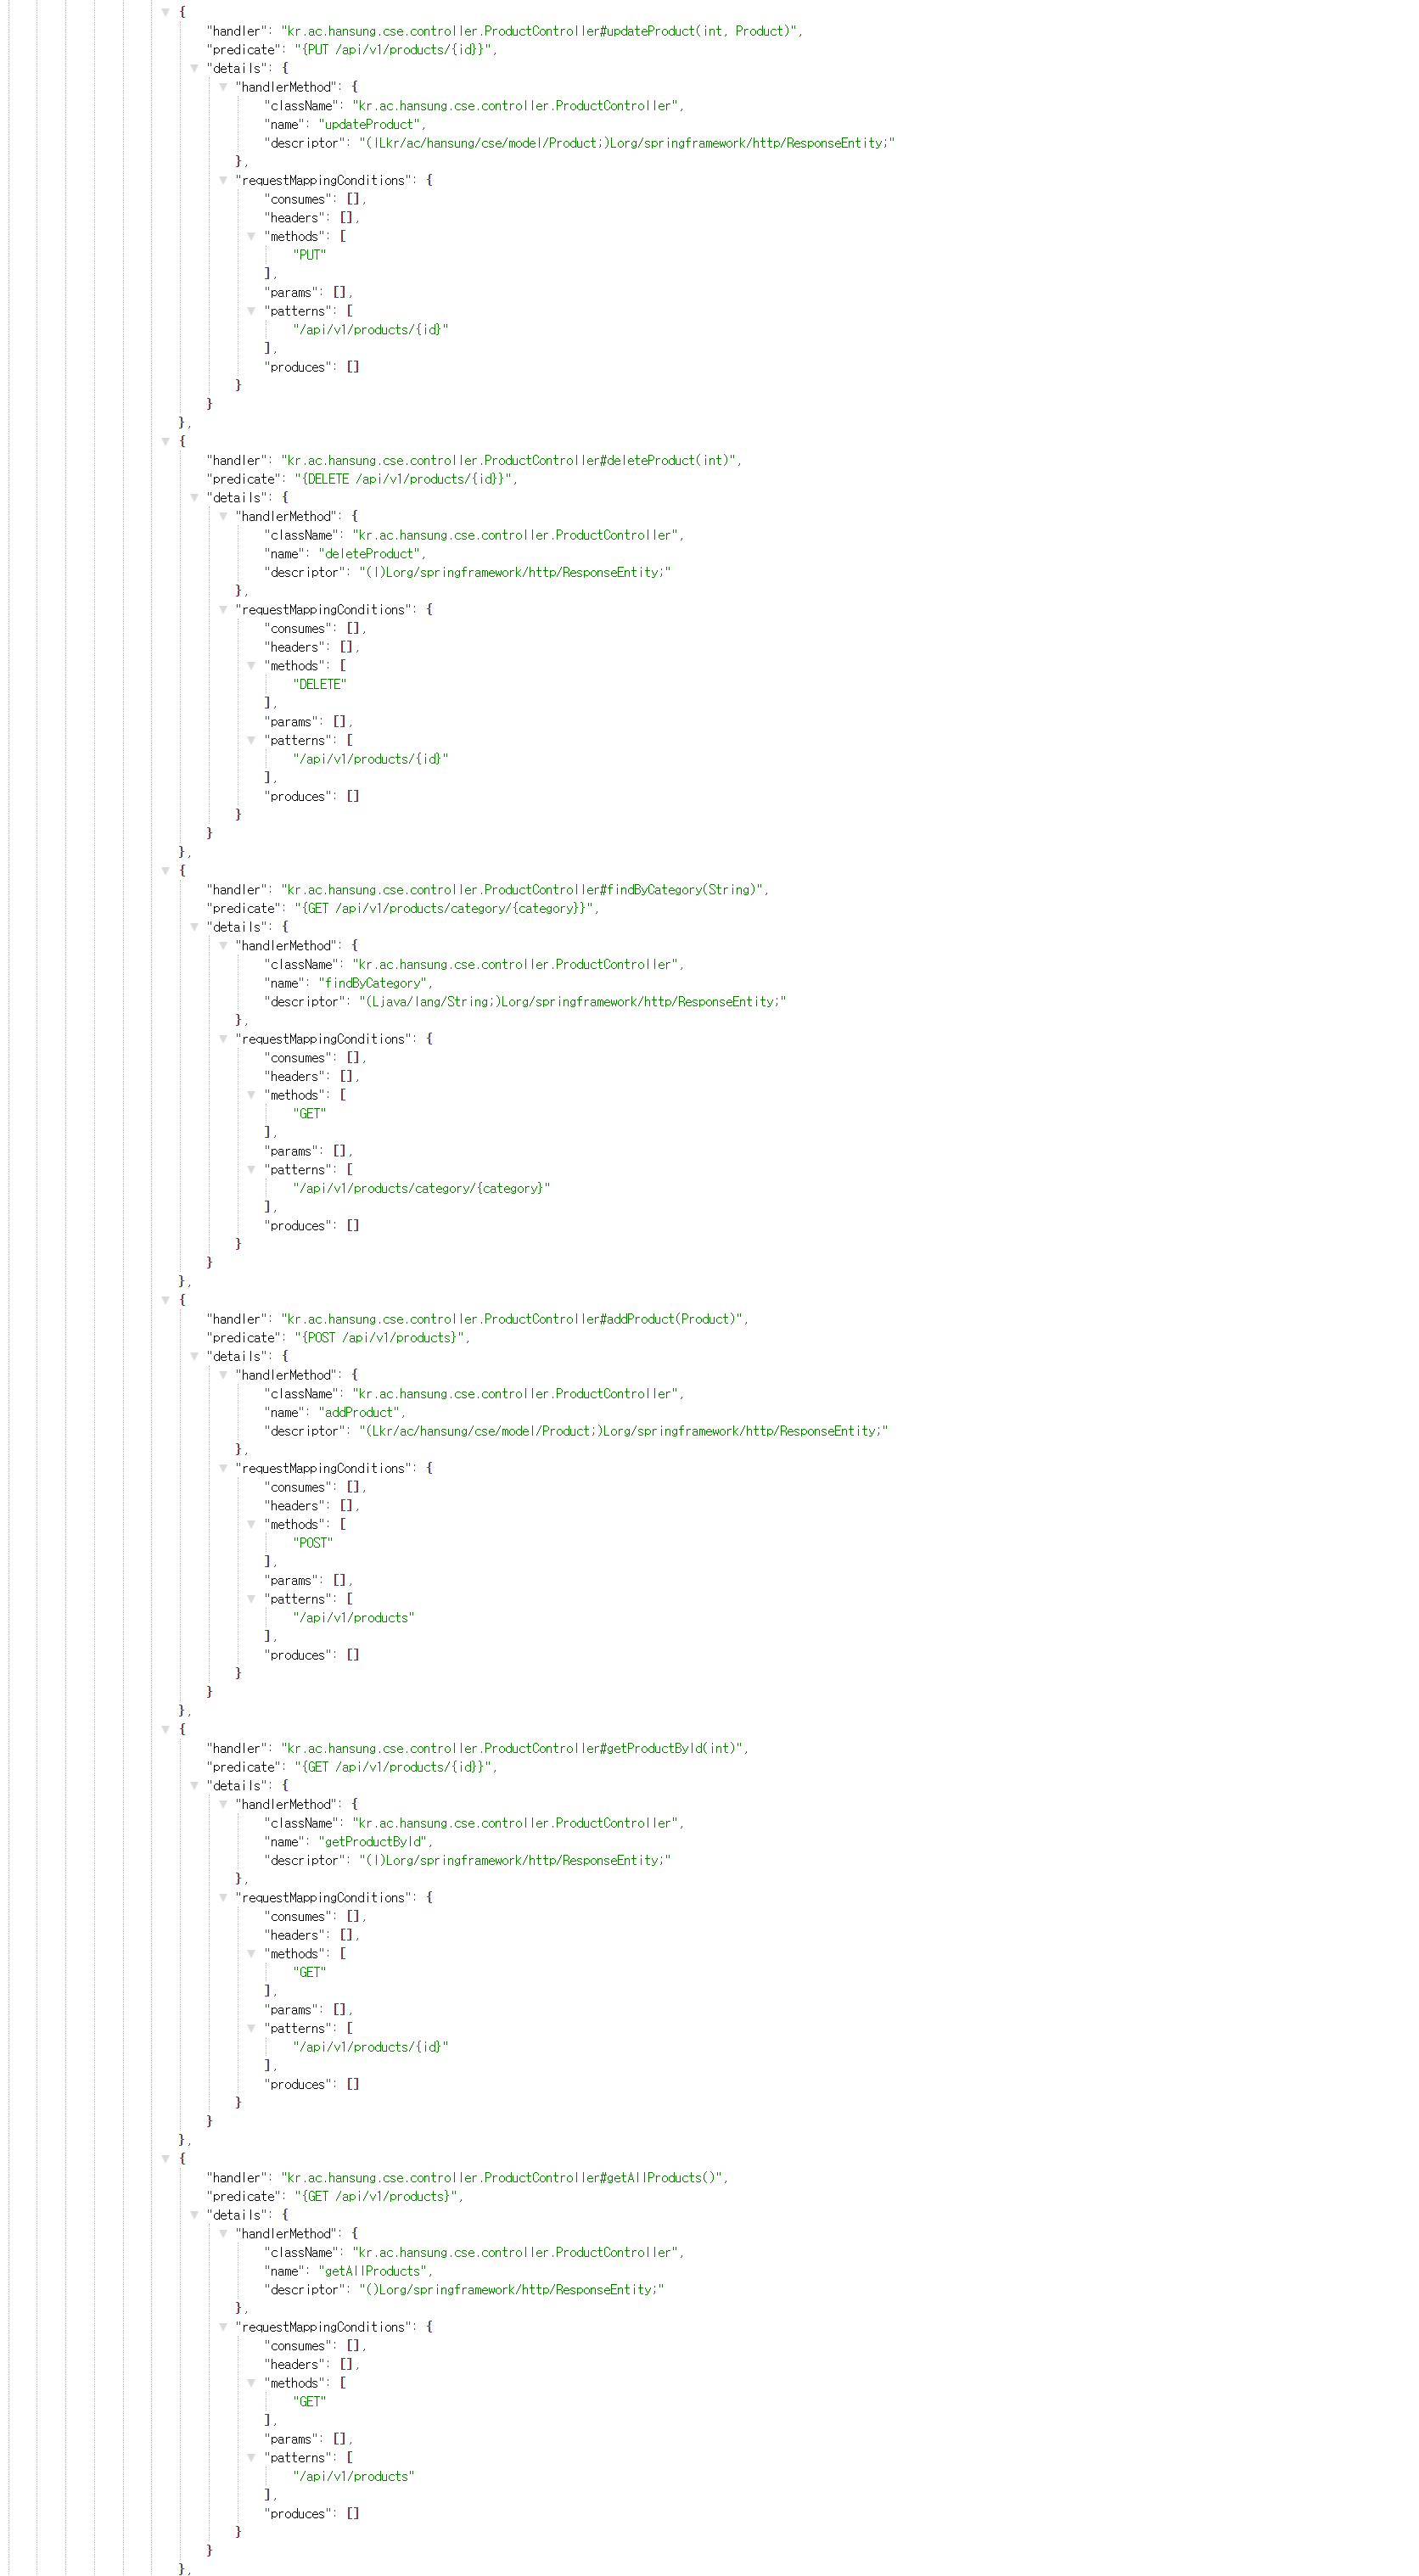 {
"handler": "kr.ac.hansung.cse.controller.ProductController#updateProduct(int, Product)",
"predicate": "{PUT /api/v1/products/{id}}",
"details": {
"handlerMethod": {
"className": "kr.ac.hansung.cse.controller.ProductController",
"name": "updateProduct",
"descriptor": "(ILkr/ac/hansung/cse/model/Product;)Lorg/springframework/http/ResponseEntity;"
},
"requestMappingConditions": {
"consumes": [],
"headers": [],
"methods": [
"PUT"
],
"params": [],
"patterns": [
"/api/v1/products/{id}"
],
"produces": []
}
}
},
{
"handler": "kr.ac.hansung.cse.controller.ProductController#deleteProduct(int)",
"predicate": "{DELETE /api/v1/products/{id}}",
"details": {
"handlerMethod": {
"className": "kr.ac.hansung.cse.controller.ProductController",
"name": "deleteProduct",
"descriptor": "(I)Lorg/springframework/http/ResponseEntity;"
},
"requestMappingConditions": {
"consumes": [],
"headers": [],
"methods": [
"DELETE"
],
"params": [],
"patterns": [
"/api/v1/products/{id}"
],
"produces": []
}
}
},
{
"handler": "kr.ac.hansung.cse.controller.ProductController#findByCategory(String)",
"predicate": "{GET /api/v1/products/category/{category}}",
"details": {
"handlerMethod": {
"className": "kr.ac.hansung.cse.controller.ProductController",
"name": "findByCategory",
"descriptor": "(Ljava/lang/String;)Lorg/springframework/http/ResponseEntity;"
},
"requestMappingConditions": {
"consumes": [],
"headers": [],
"methods": [
"GET"
],
"params": [],
"patterns": [
"/api/v1/products/category/{category}"
],
"produces": []
}
}
},
{
"handler": "kr.ac.hansung.cse.controller.ProductController#addProduct(Product)",
"predicate": "{POST /api/v1/products}",
"details": {
"handlerMethod": {
"className": "kr.ac.hansung.cse.controller.ProductController",
"name": "addProduct",
"descriptor": "(Lkr/ac/hansung/cse/model/Product;)Lorg/springframework/http/ResponseEntity;"
},
"requestMappingConditions": {
"consumes": [],
"headers": [],
"methods": [
"POST"
],
"params": [],
"patterns": [
"/api/v1/products"
],
"produces": []
}
}
},
{
"handler": "kr.ac.hansung.cse.controller.ProductController#getProductById(int)",
"predicate": "{GET /api/v1/products/{id}}",
"details": {
"handlerMethod": {
"className": "kr.ac.hansung.cse.controller.ProductController",
"name": "getProductById",
"descriptor": "(I)Lorg/springframework/http/ResponseEntity;"
},
"requestMappingConditions": {
"consumes": [],
"headers": [],
"methods": [
"GET"
],
"params": [],
"patterns": [
"/api/v1/products/{id}"
],
"produces": []
}
}
},
{
"handler": "kr.ac.hansung.cse.controller.ProductController#getAllProducts()",
"predicate": "{GET /api/v1/products}",
"details": {
"handlerMethod": {
"className": "kr.ac.hansung.cse.controller.ProductController",
"name": "getAllProducts",
"descriptor": "()Lorg/springframework/http/ResponseEntity;"
},
"requestMappingConditions": {
"consumes": [],
"headers": [],
"methods": [
"GET"
],
"params": [],
"patterns": [
"/api/v1/products"
],
"produces": []
}
}
},